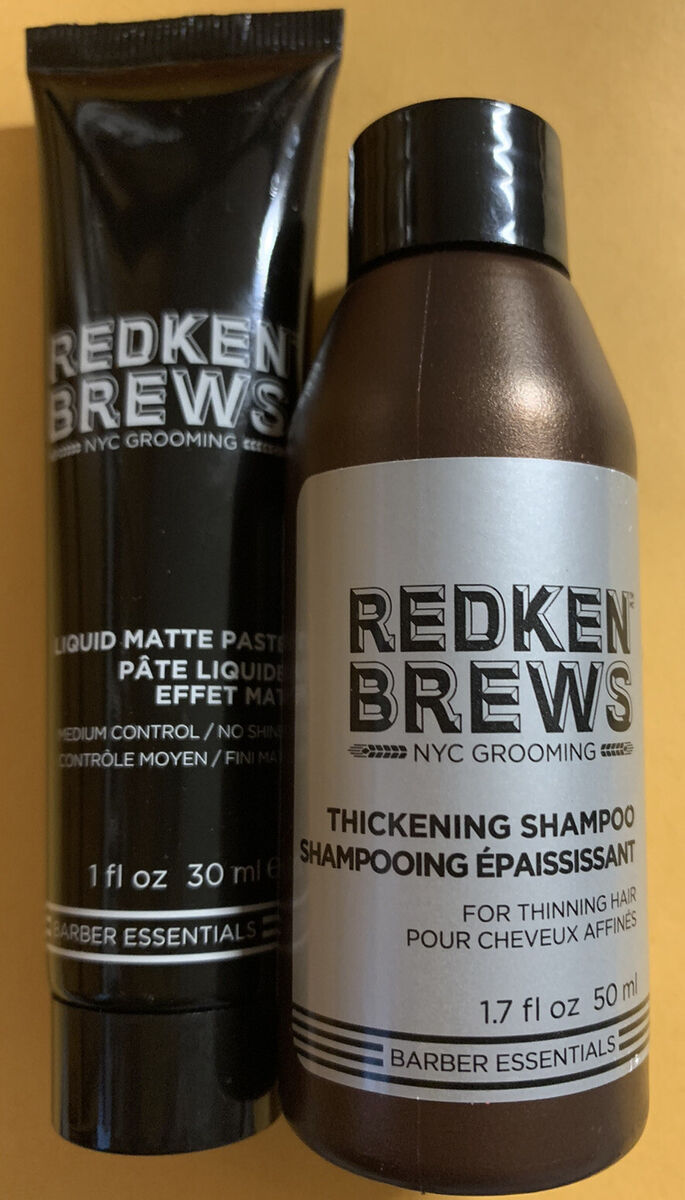 REDKEN
BREWS
NYC GROOMING
LIQUID MATTE PASTE
PÂTE LIQUIDE
EFFET MAT
MEDIUM CONTROL / NO SHINE
CONTRÔLE MOYEN / FINI MAT
1 fl oz 30 ml e
BARBER ESSENTIALS
REDKEN™
BREWS
NYC GROOMING
THICKENING SHAMPOO
SHAMPOOING ÉPAISSISSANT
FOR THINNING HAIR
POUR CHEVEUX AFFINÉS
1.7 fl oz 50 ml
BARBER ESSENTIALS